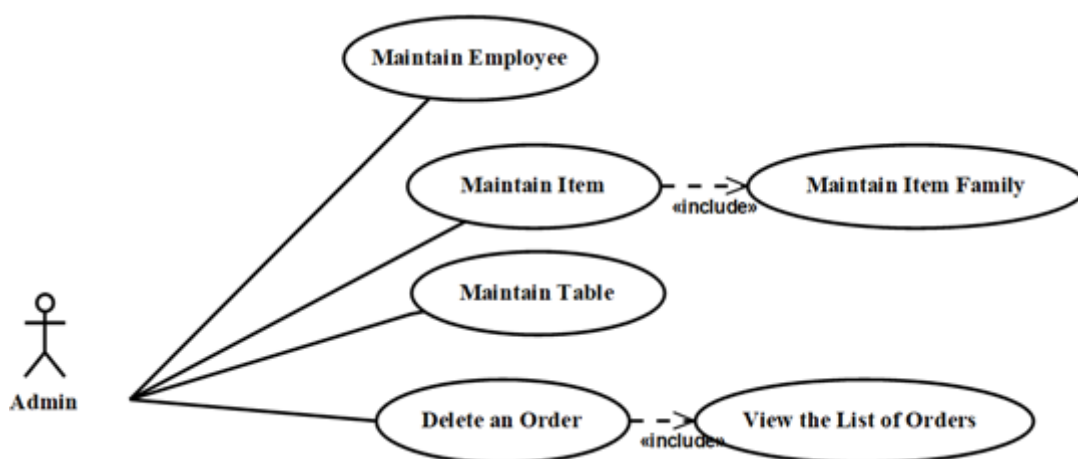 Maintain Employee
Maintain Item
«include»
Maintain Item Family
Maintain Table
Admin
Delete an Order
«include»
View the List of Orders